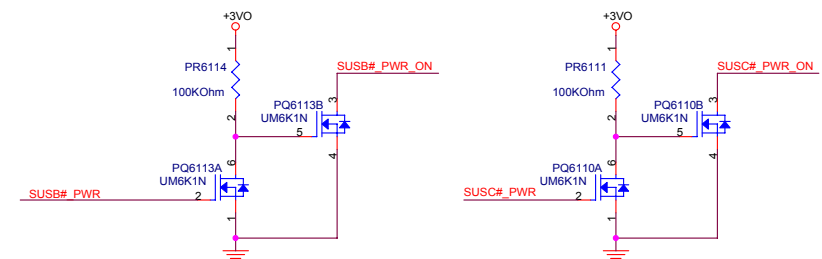 +3VO
1
PR6114
100KOhm
2
SUSB#_PWR_ON
3
PQ6113B
UM6K1N
5
4
6
PQ6113A
UM6K1N
SUSB#_PWR
2
1
+3VO
1
PR6111
100KOhm
2
SUSC#_PWR_ON
3
PQ6110B
UM6K1N
5
4
6
PQ6110A
UM6K1N
SUSC#_PWR
2
1